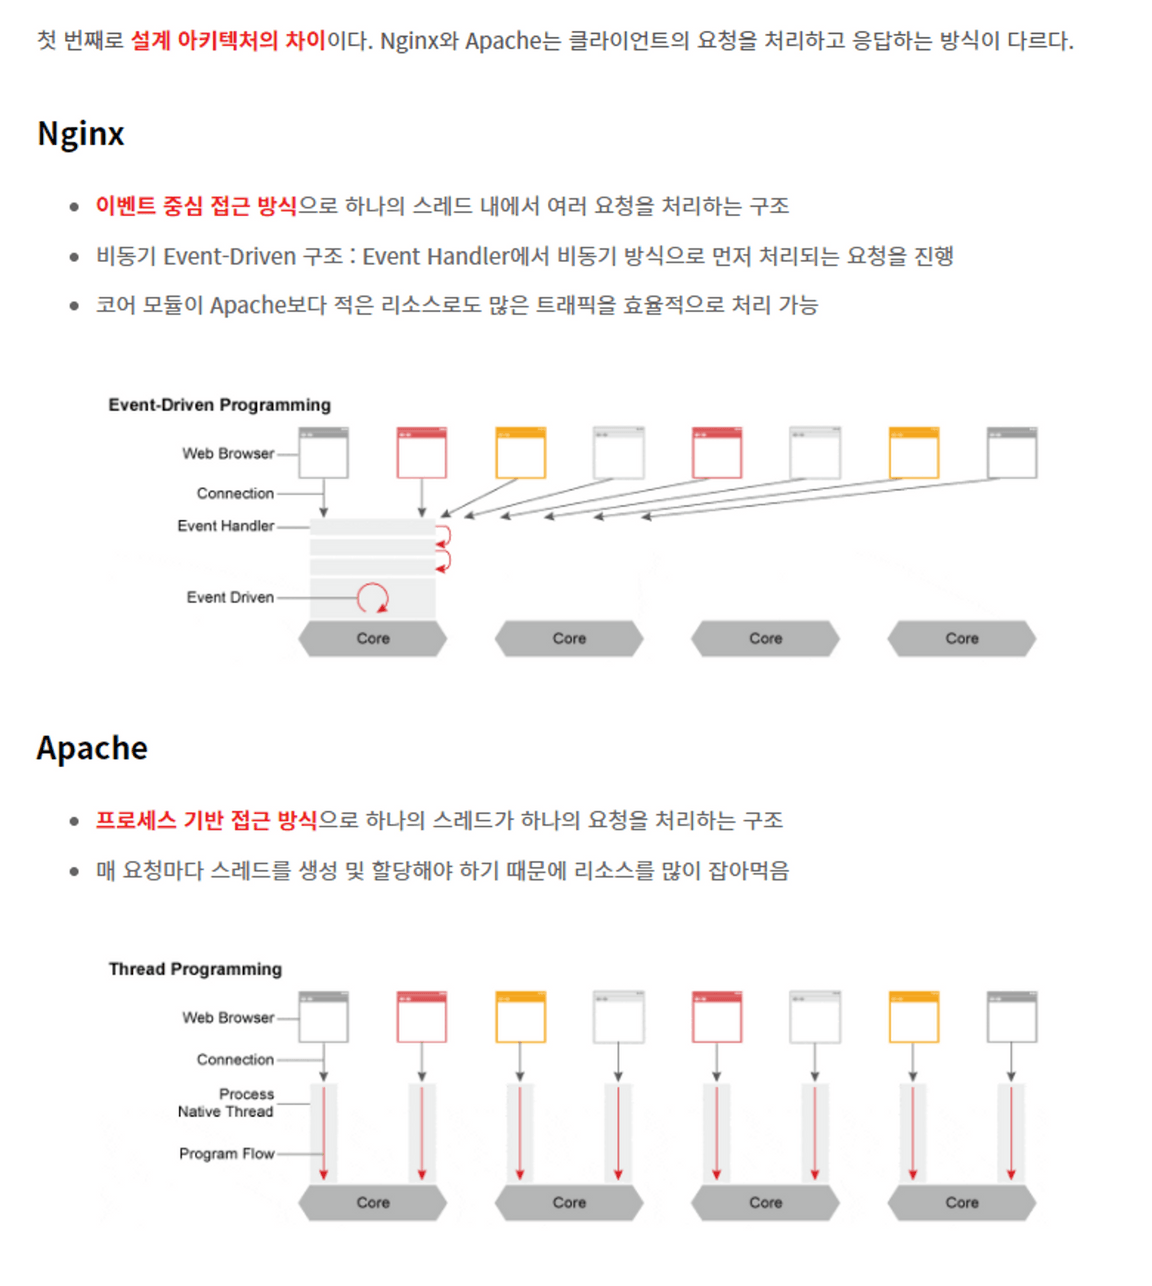 첫 번째로 설계 아키텍처의 차이이다. Nginx와 Apache는 클라이언트의 요청을 처리하고 응답하는 방식이 다르다.
Nginx
이벤트 중심 접근 방식으로 하나의 스레드 내에서 여러 요청을 처리하는 구조
비동기 Event-Driven 구조 : Event Handler에서 비동기 방식으로 먼저 처리되는 요청을 진행
코어 모듈이 Apache보다 적은 리소스로도 많은 트래픽을 효율적으로 처리 가능
Event-Driven Programming
Web Browser
Connection
Event Handler
Event Driven
Core Core Core Core
Apache
프로세스 기반 접근 방식으로 하나의 스레드가 하나의 요청을 처리하는 구조
매 요청마다 스레드를 생성 및 할당해야 하기 때문에 리소스를 많이 잡아먹음
Thread Programming
Web Browser
Connection
Process
Native Thread
Program Flow
Core Core Core Core